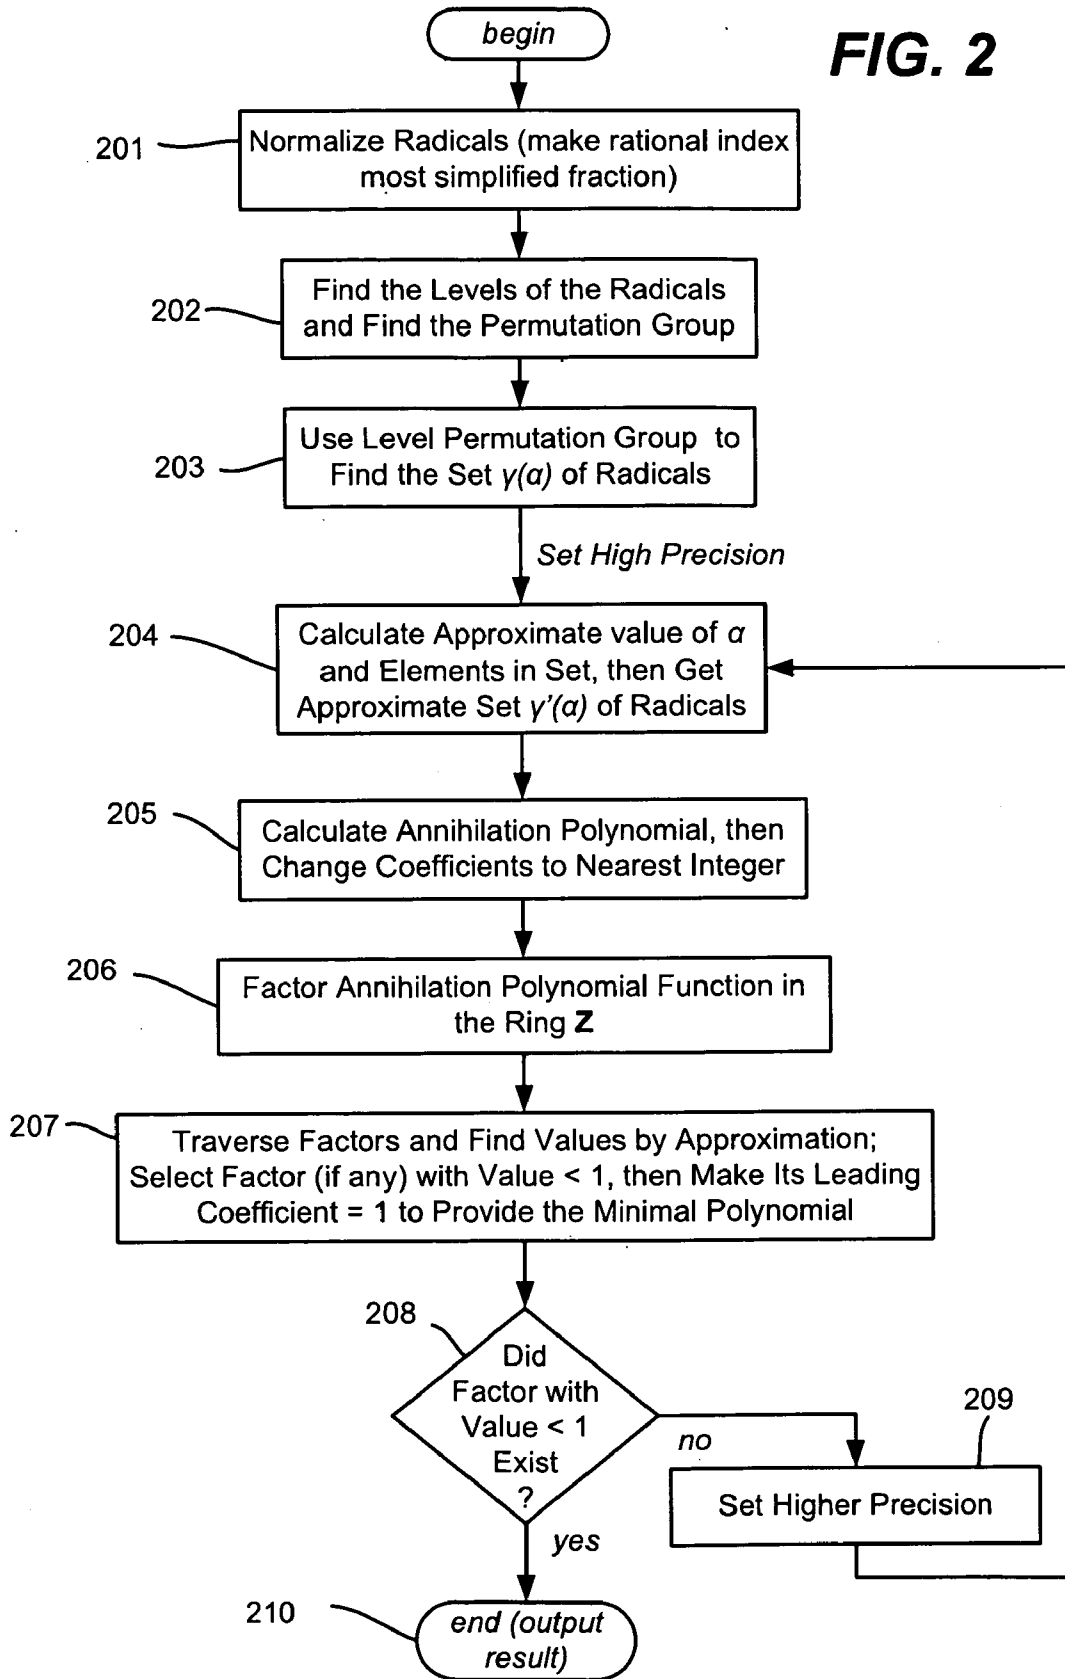 begin
FIG. 2
201
Normalize Radicals (make rational index
most simplified fraction)
202
Find the Levels of the Radicals
and Find the Permutation Group
203
Use Level Permutation Group to
Find the Set γ(α) of Radicals
Set High Precision
204
Calculate Approximate value of α
and Elements in Set, then Get
Approximate Set γ'(α) of Radicals
205
Calculate Annihilation Polynomial, then
Change Coefficients to Nearest Integer
206
Factor Annihilation Polynomial Function in
the Ring Z
207
Traverse Factors and Find Values by Approximation;
Select Factor (if any) with Value < 1, then Make Its Leading
Coefficient = 1 to Provide the Minimal Polynomial
208
Did
Factor with
Value < 1
Exist
?
no
209
Set Higher Precision
yes
210
end (output
result)